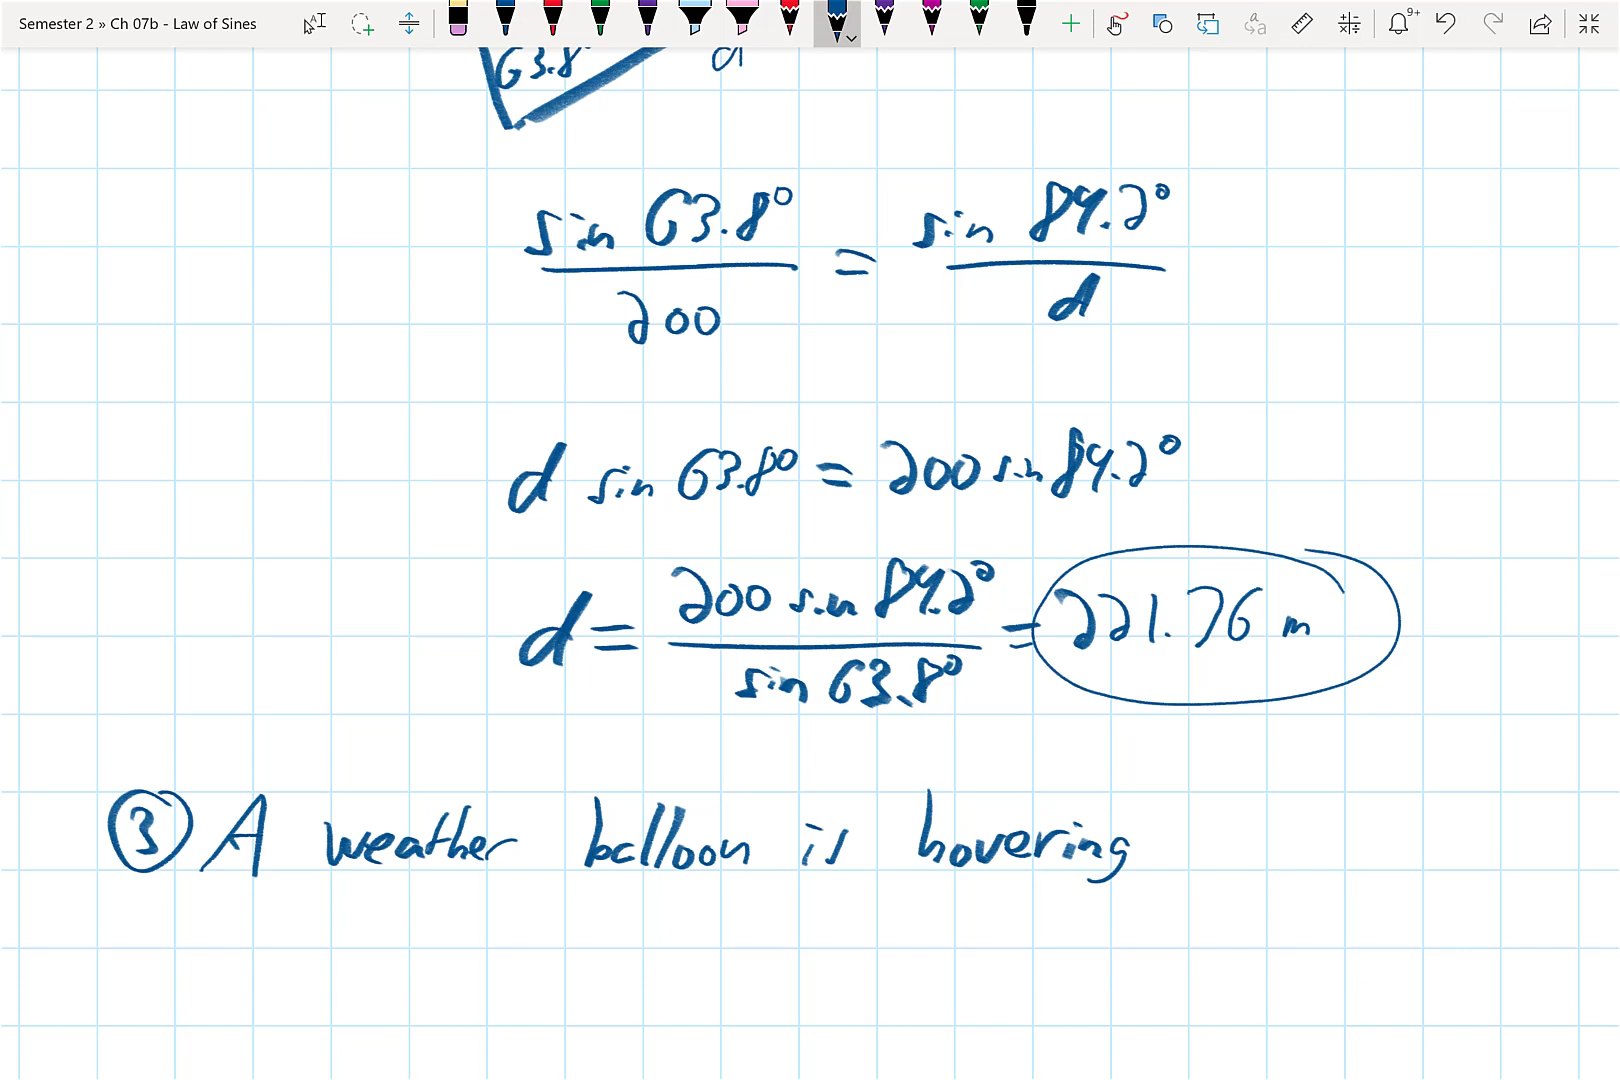 Semester 2 » Ch 07b - Law of Sines
9+
63.8° d
sin 63.8° / 200 = sin 84.2° / d
d sin 63.8° = 200 sin 84.2°
d = 200 sin 84.2° / sin 63.8° = 221.76 m
③ A weather balloon is hovering